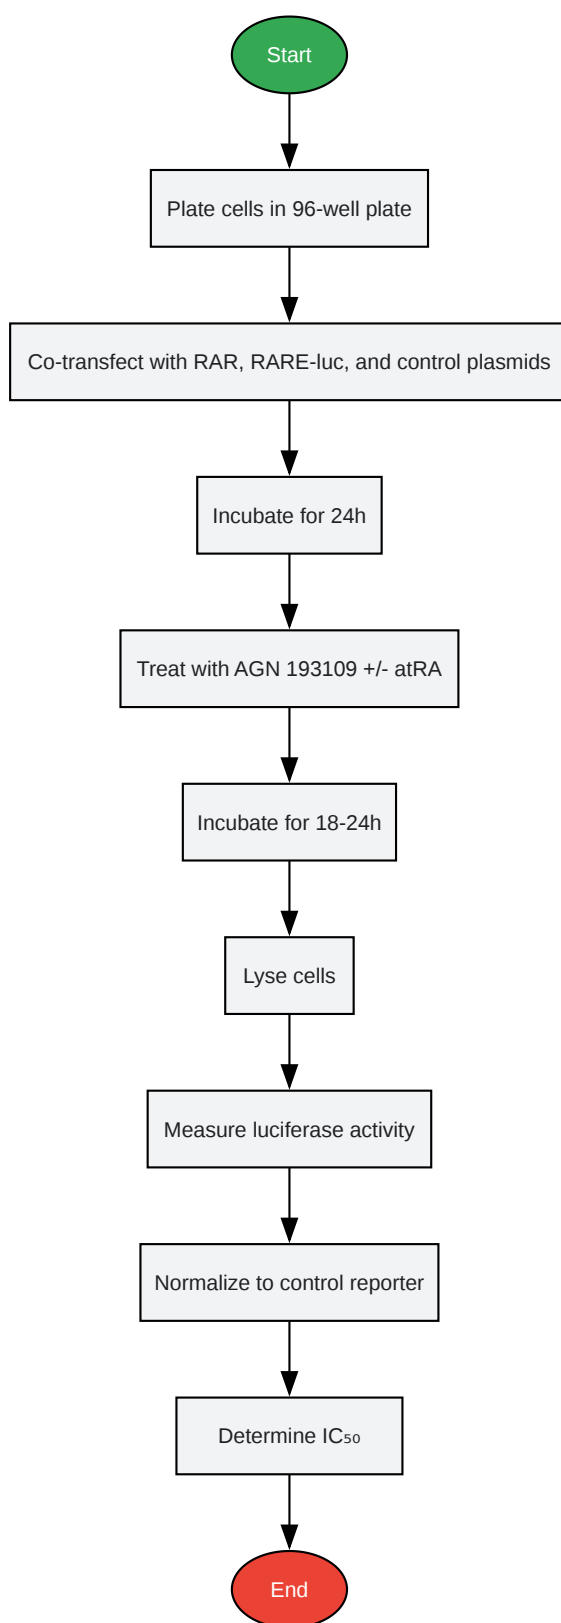 Start
Plate cells in 96-well plate
Co-transfect with RAR, RARE-luc, and control plasmids
Incubate for 24h
Treat with AGN 193109 +/- atRA
Incubate for 18-24h
Lyse cells
Measure luciferase activity
Normalize to control reporter
Determine IC₅₀
End